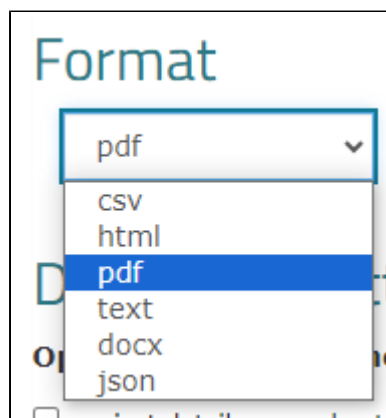 Format
pdf
csv
html
pdf
text
docx
json